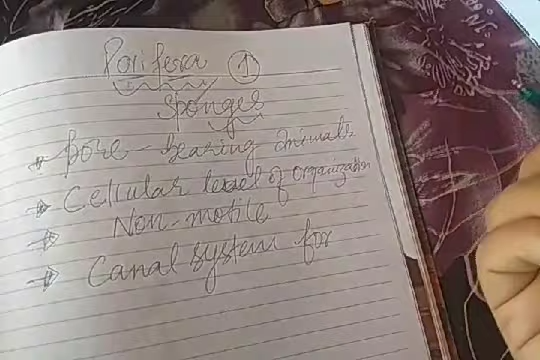 Porifera ①
Sponges
→ Pore - bearing animals
→ Cellular level of organization
→ Non-motile
→ Canal system for